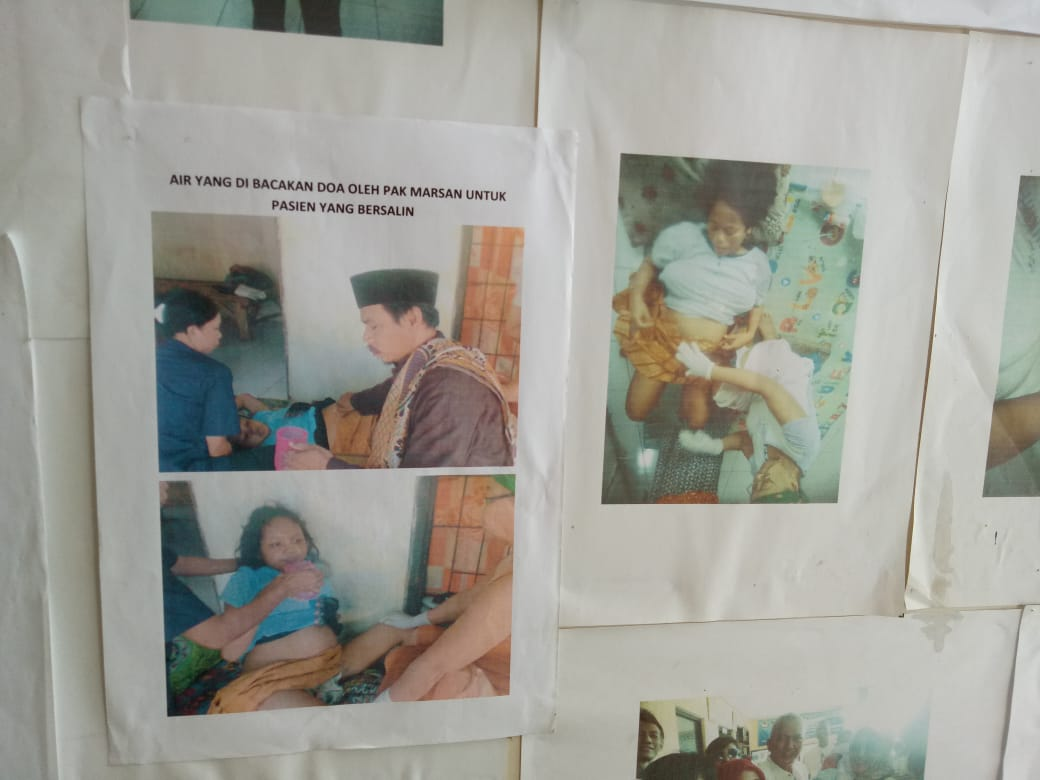 AIR YANG DI BACAKAN DOA OLEH PAK MARSAN UNTUK
PASIEN YANG BERSALIN